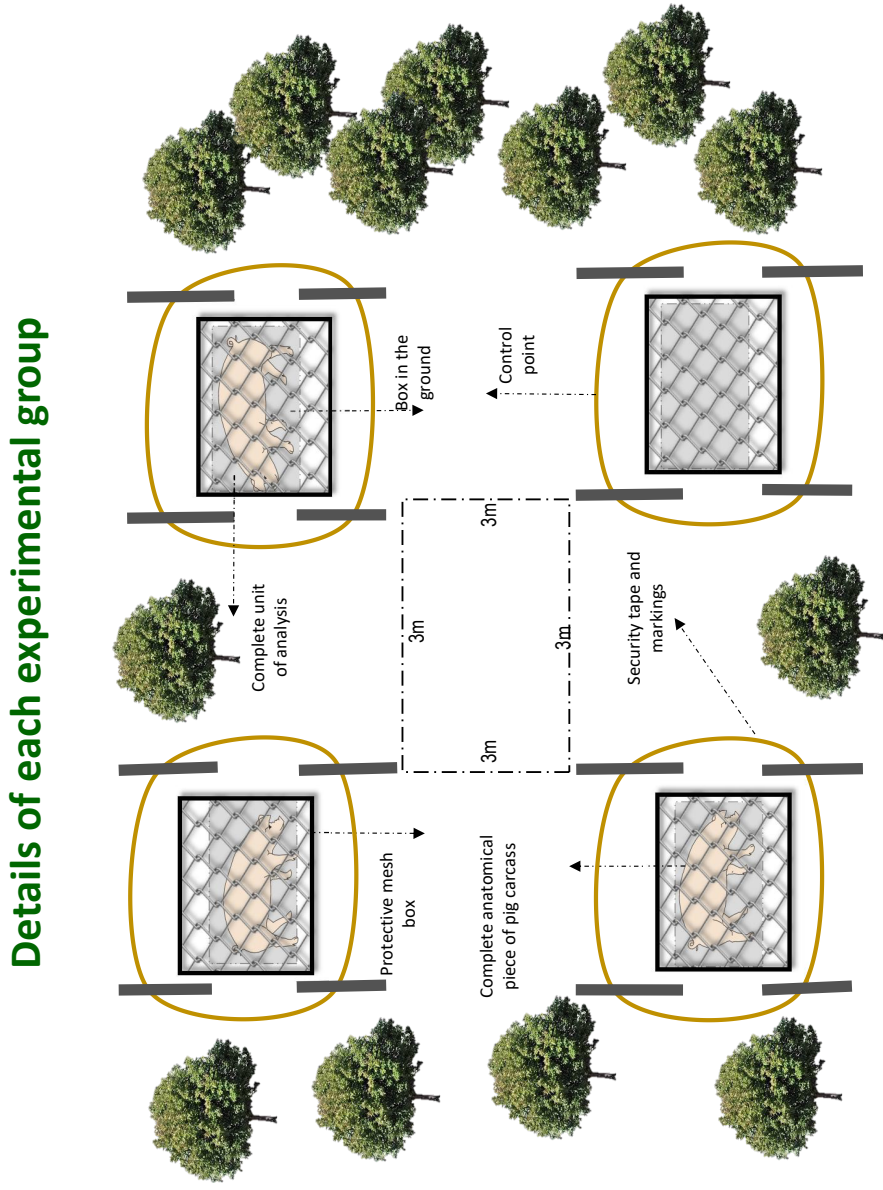 Details of each experimental group
Protective mesh
box
Complete unit
of analysis
Box in the
ground
3m
3m
3m
3m
Complete anatomical
piece of pig carcass
Security tape and
markings
Control
point